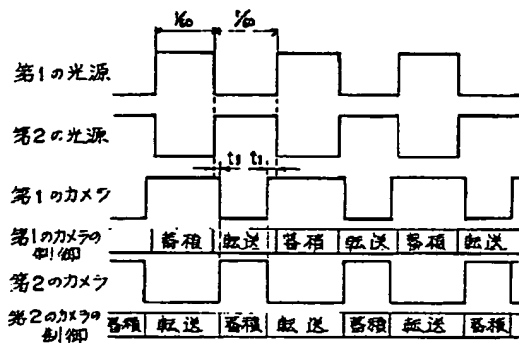 1/60 1/60
第1の光源
第2の光源
t1 t1
第1のカメラ
第1のカメラの
制御
蓄積 転送 蓄積 転送 蓄積 転送
第2のカメラ
第2のカメラの
制御
蓄積 転送 蓄積 転送 蓄積 転送 蓄積